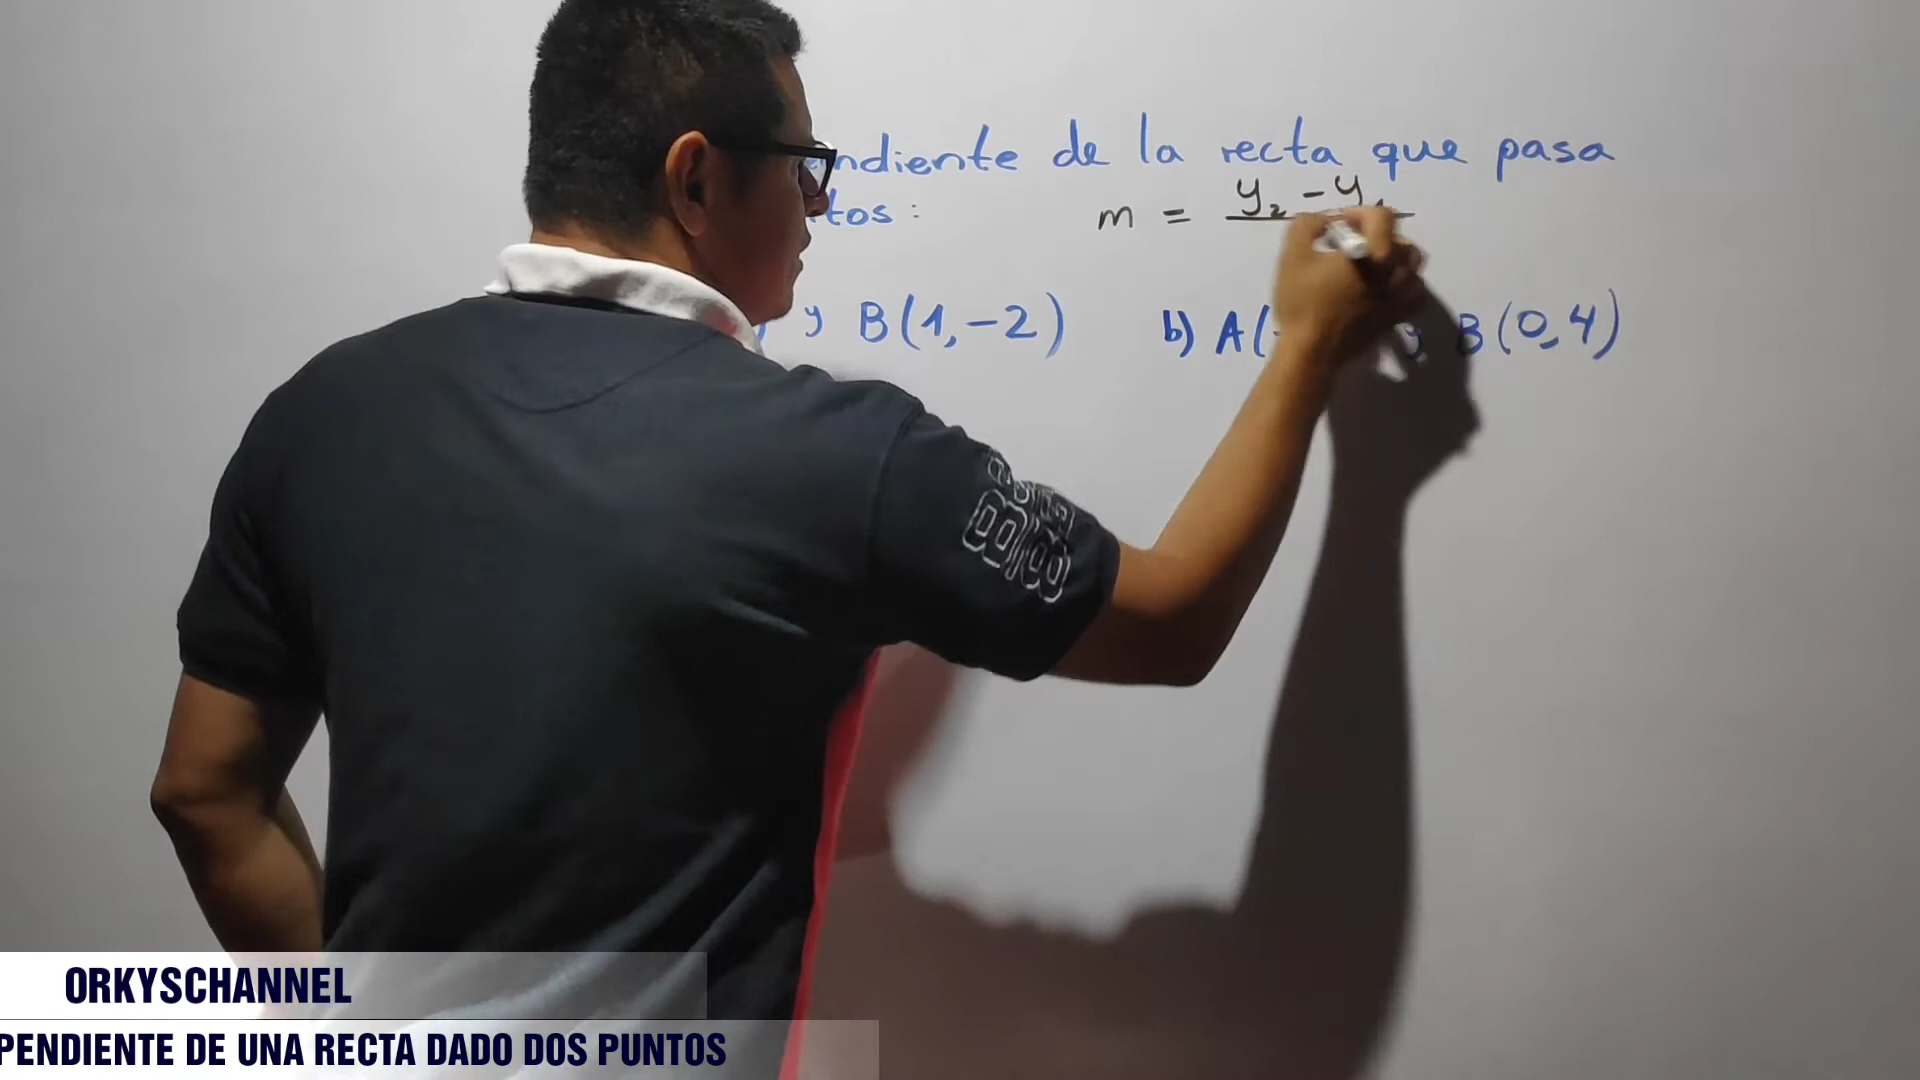 ndiente de la recta que pasa
tos : m = y₂ - y₁
y B(1,-2) b) A( B(0,4)
ORKYSCHANNEL
PENDIENTE DE UNA RECTA DADO DOS PUNTOS